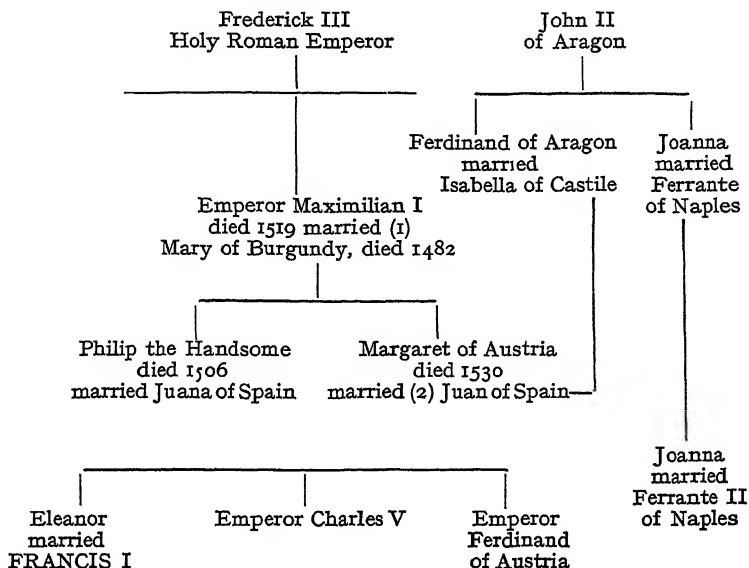 Frederick III
Holy Roman Emperor
John II
of Aragon
Ferdinand of Aragon
married
Isabella of Castile
Joanna
married
Ferrante
of Naples
Emperor Maximilian I
died 1519 married (1)
Mary of Burgundy, died 1482
Philip the Handsome
died 1506
married Juana of Spain
Margaret of Austria
died 1530
married (2) Juan of Spain
Joanna
married
Ferrante II
of Naples
Eleanor
married
FRANCIS I
Emperor Charles V
Emperor
Ferdinand
of Austria